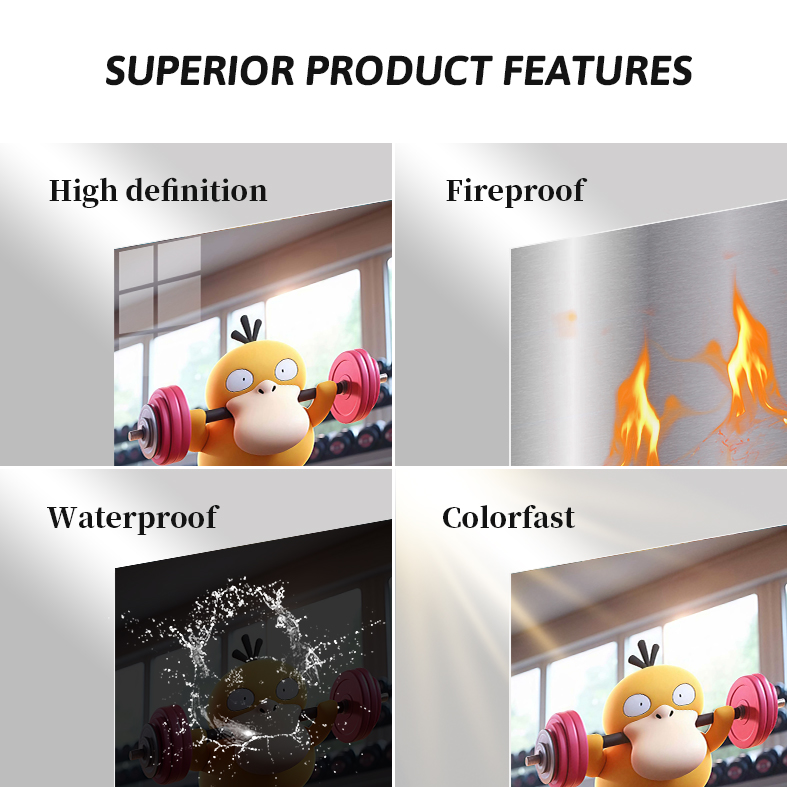 SUPERIOR PRODUCT FEATURES
High definition
Fireproof
Waterproof
Colorfast